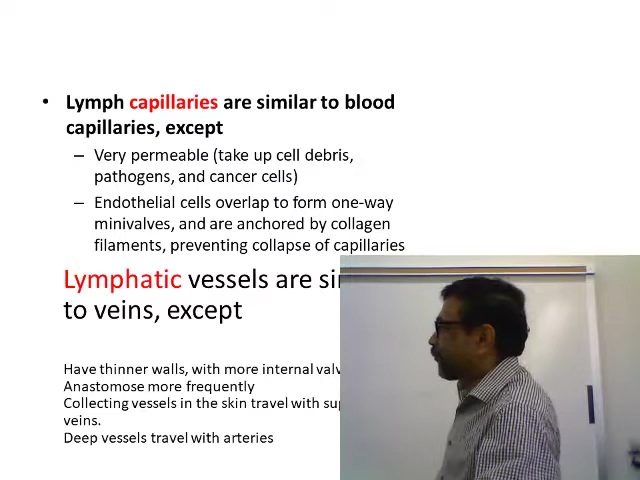 • Lymph capillaries are similar to blood
capillaries, except
– Very permeable (take up cell debris,
pathogens, and cancer cells)
– Endothelial cells overlap to form one-way
minivalves, and are anchored by collagen
filaments, preventing collapse of capillaries
Lymphatic vessels are
to veins, except
Have thinner walls, with more internal
Anastomose more frequently
Collecting vessels in the skin travel with
veins.
Deep vessels travel with arteries